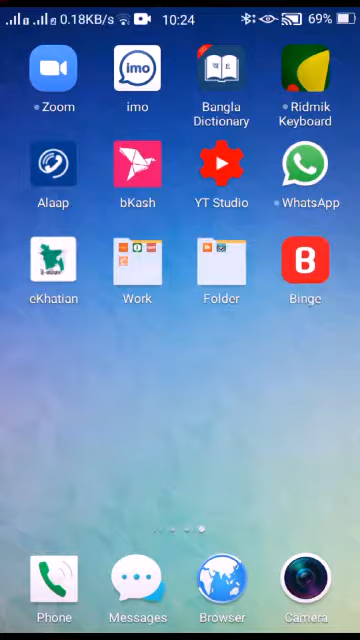 0.18KB/s 10:24 69%
Zoom imo Bangla Dictionary Ridmik Keyboard
imo
অ E
Alaap bKash YT Studio WhatsApp
eKhatian Work Folder Binge
B
Phone Messages Browser Camera